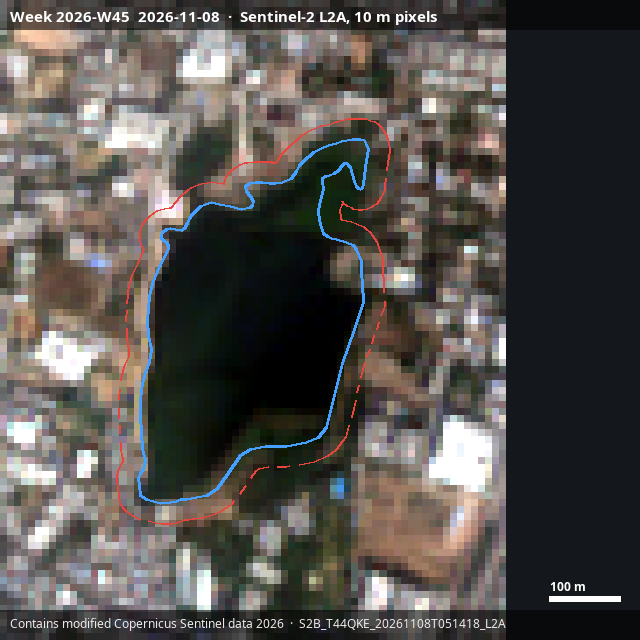 Week 2026-W45 2026-11-08 · Sentinel-2 L2A, 10 m pixels
100 m
Contains modified Copernicus Sentinel data 2026 · S2B_T44QKE_20261108T051418_L2A